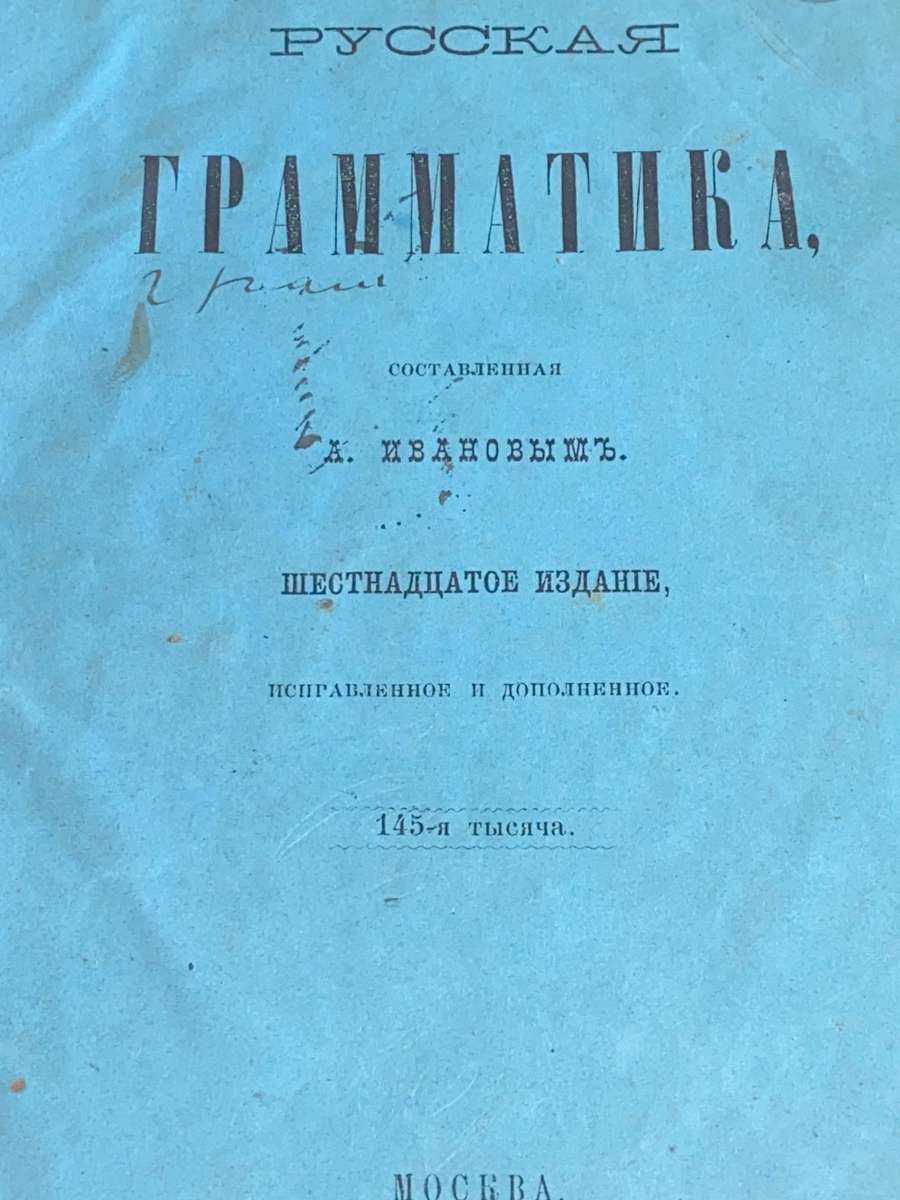 РУССКАЯ
ГРАММАТИКА,
грам
СОСТАВЛЕННАЯ
А. ИВАНОВЫМЪ.
ШЕСТНАДЦАТОЕ ИЗДАНІЕ,
ИСПРАВЛЕННОЕ И ДОПОЛНЕННОЕ.
145-я тысяча.
МОСКВА.